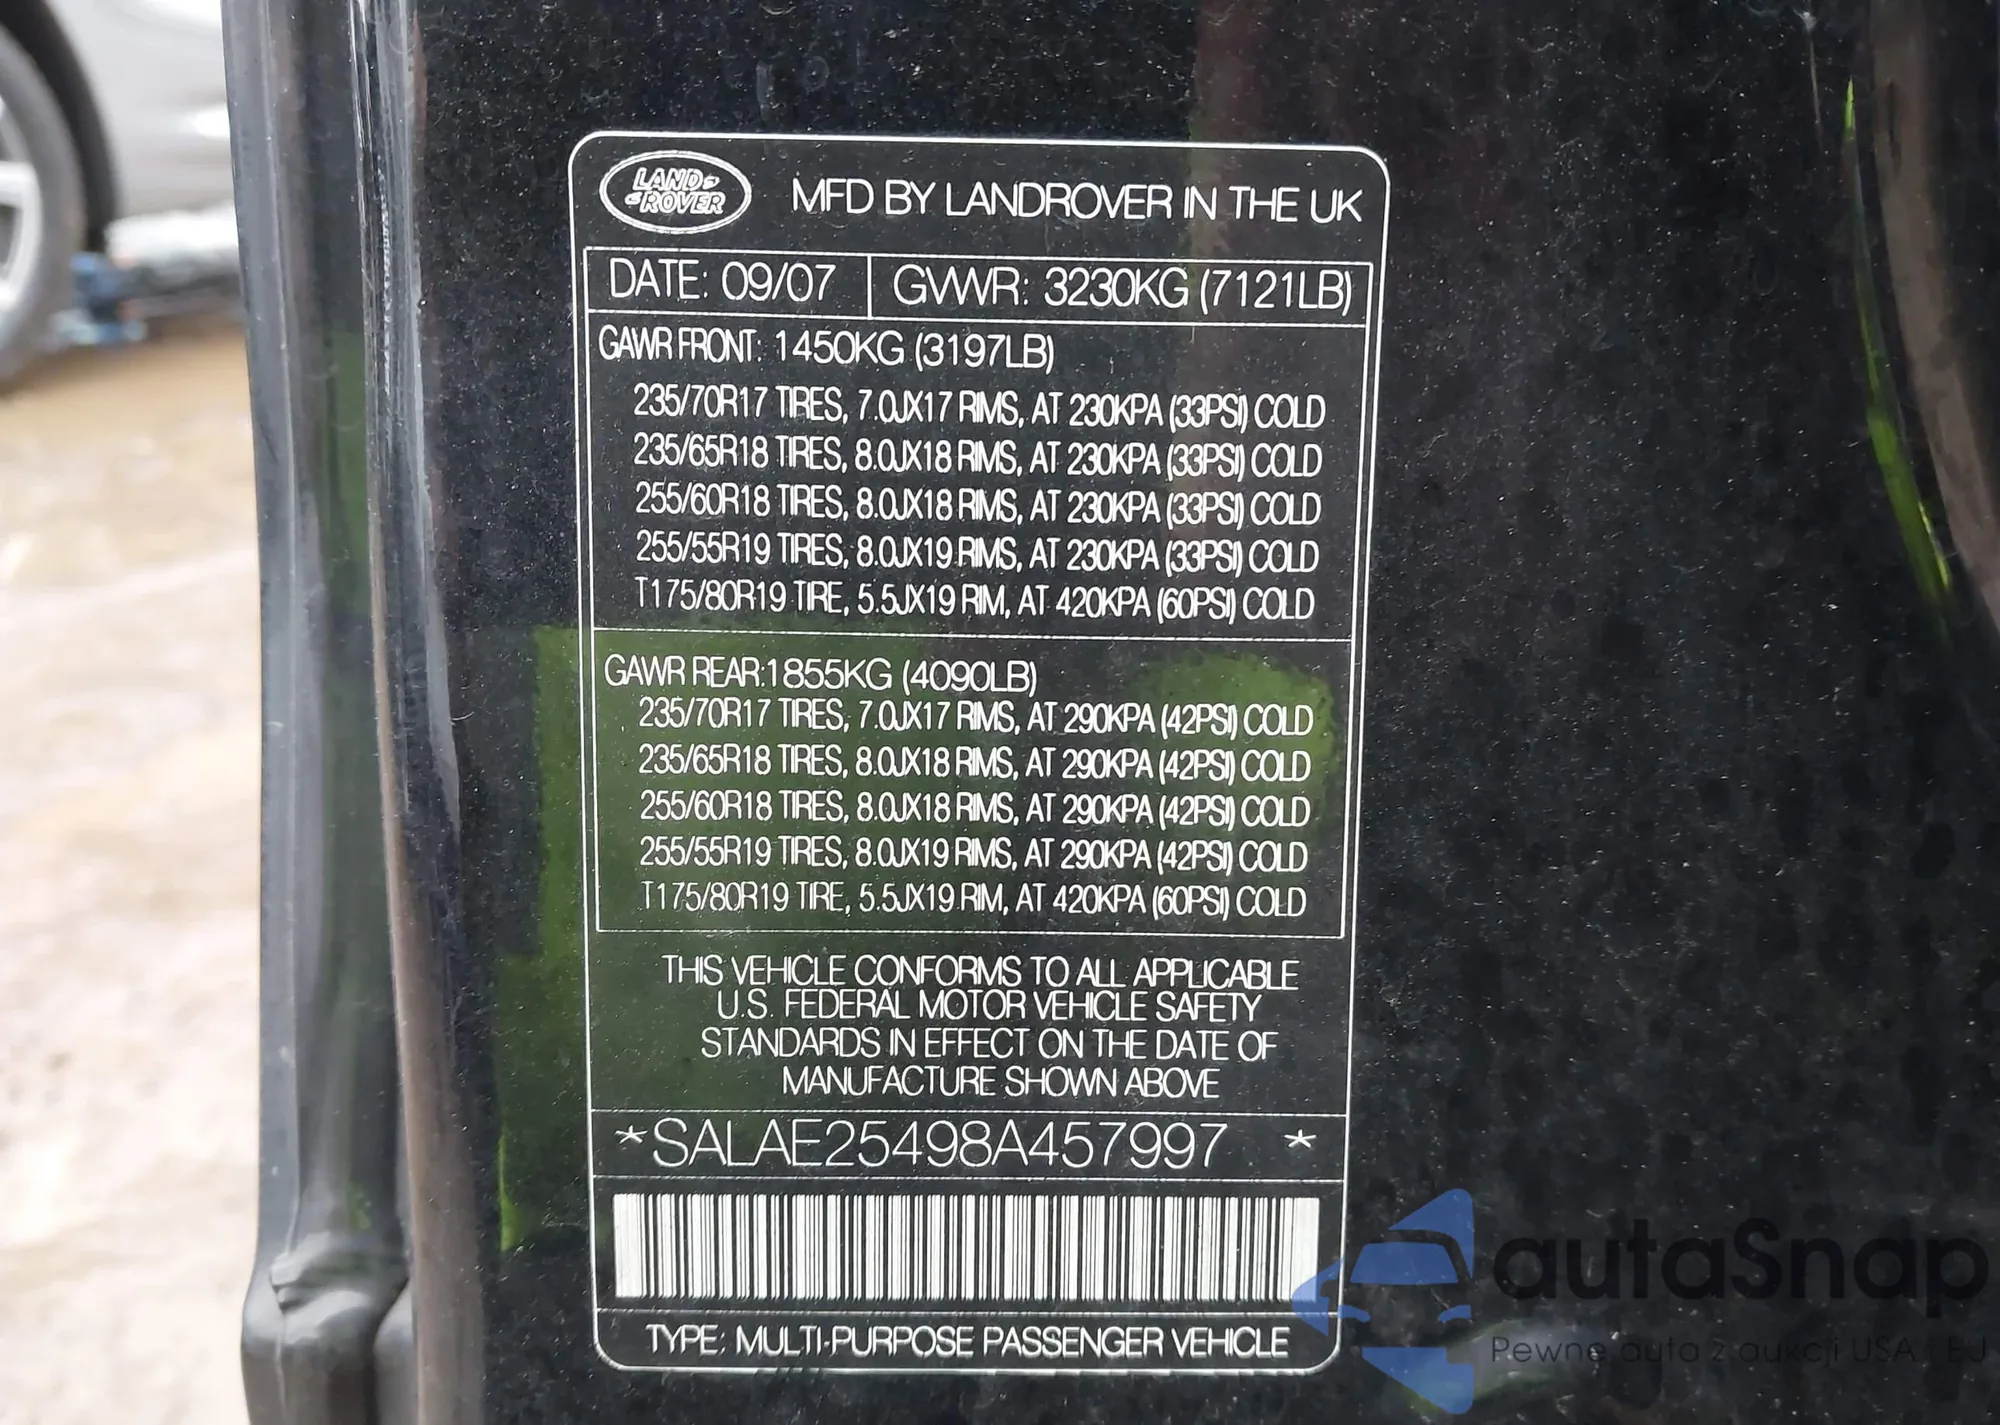 LAND
ROVER
MFD BY LANDROVER IN THE UK
DATE: 09/07 GVWR: 3230KG (7121LB)
GAWR FRONT: 1450KG (3197LB)
235/70R17 TIRES, 7.0JX17 RIMS, AT 230KPA (33PSI) COLD
235/65R18 TIRES, 8.0JX18 RIMS, AT 230KPA (33PSI) COLD
255/60R18 TIRES, 8.0JX18 RIMS, AT 230KPA (33PSI) COLD
255/55R19 TIRES, 8.0JX19 RIMS, AT 230KPA (33PSI) COLD
T175/80R19 TIRE, 5.5JX19 RIM, AT 420KPA (60PSI) COLD
GAWR REAR:1855KG (4090LB)
235/70R17 TIRES, 7.0JX17 RIMS, AT 290KPA (42PSI) COLD
235/65R18 TIRES, 8.0JX18 RIMS, AT 290KPA (42PSI) COLD
255/60R18 TIRES, 8.0JX18 RIMS, AT 290KPA (42PSI) COLD
255/55R19 TIRES, 8.0JX19 RIMS, AT 290KPA (42PSI) COLD
T175/80R19 TIRE, 5.5JX19 RIM, AT 420KPA (60PSI) COLD
THIS VEHICLE CONFORMS TO ALL APPLICABLE
U.S. FEDERAL MOTOR VEHICLE SAFETY
STANDARDS IN EFFECT ON THE DATE OF
MANUFACTURE SHOWN ABOVE
*SALAE25498A457997 *
TYPE: MULTI-PURPOSE PASSENGER VEHICLE
autaSnap
Pewne auta z aukcji USA i EU